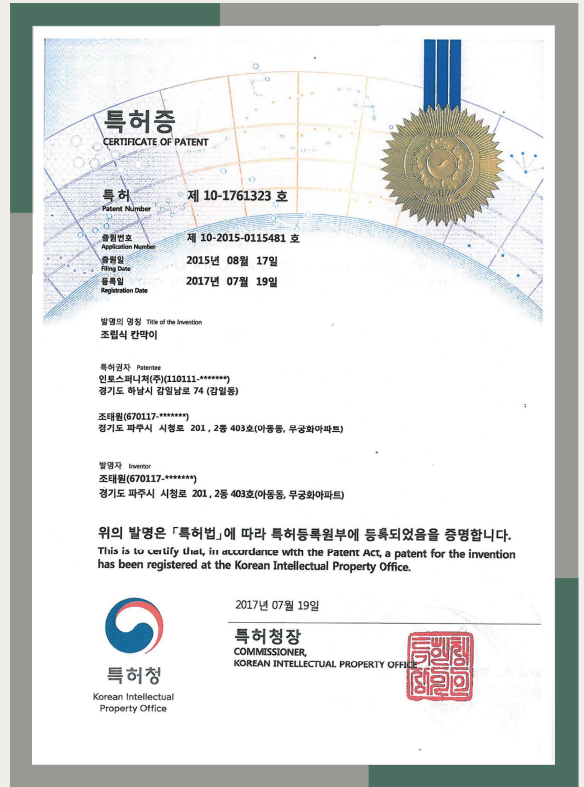 특허증
CERTIFICATE OF PATENT
특 허 제 10-1761323 호
Patent Number
출원번호 제 10-2015-0115481 호
Application Number
출원일 2015년 08월 17일
Filing Date
등록일 2017년 07월 19일
Registration Date
발명의 명칭 Title of the Invention
조립식 칸막이
특허권자 Patentee
인토스퍼니처(주)(110111-*******)
경기도 하남시 감일남로 74 (감일동)
조태원(670117-*******)
경기도 파주시 시청로 201 , 2동 403호(아동동, 무궁화아파트)
발명자 Inventor
조태원(670117-*******)
경기도 파주시 시청로 201 , 2동 403호(아동동, 무궁화아파트)
위의 발명은 「특허법」에 따라 특허등록원부에 등록되었음을 증명합니다.
This is to certify that, in accordance with the Patent Act, a patent for the invention
has been registered at the Korean Intellectual Property Office.
2017년 07월 19일
특허청장
COMMISSIONER,
KOREAN INTELLECTUAL PROPERTY OFFICE
특허청
Korean Intellectual
Property Office